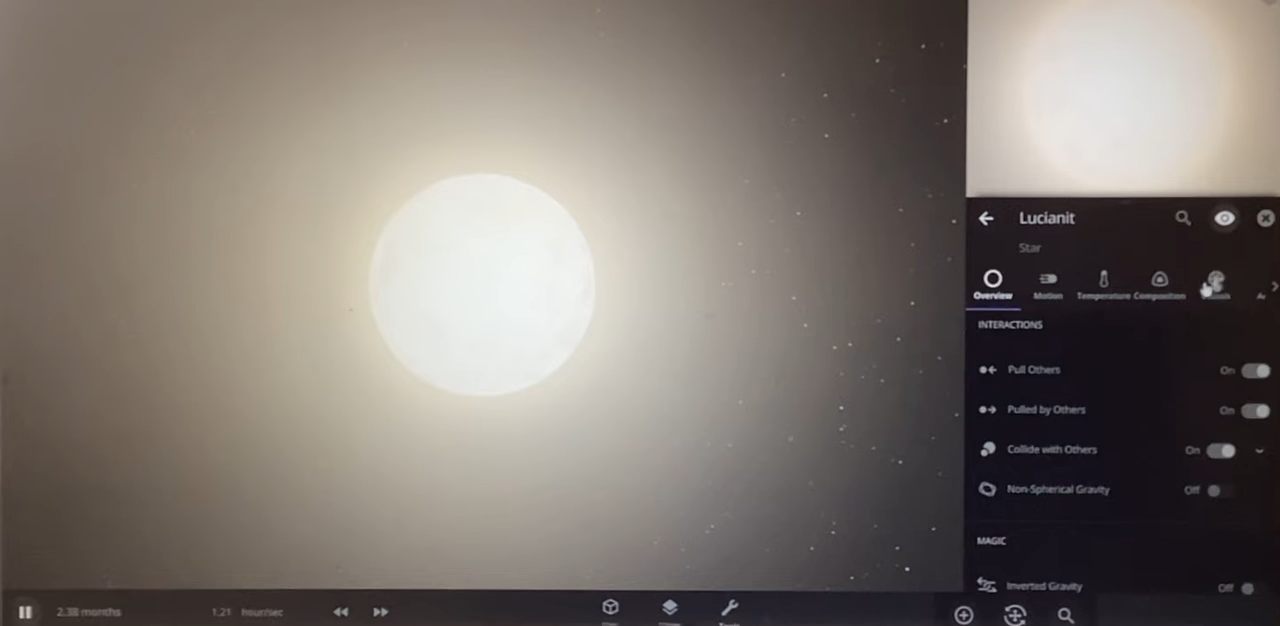 Lucianit
Star
Overview Motion Temperature Composition
INTERACTIONS
Pull Others On
Pulled by Others On
Collide with Others On
Non-Spherical Gravity Off
MAGIC
Inverted Gravity Off
2.38 months 1.21 hour/sec